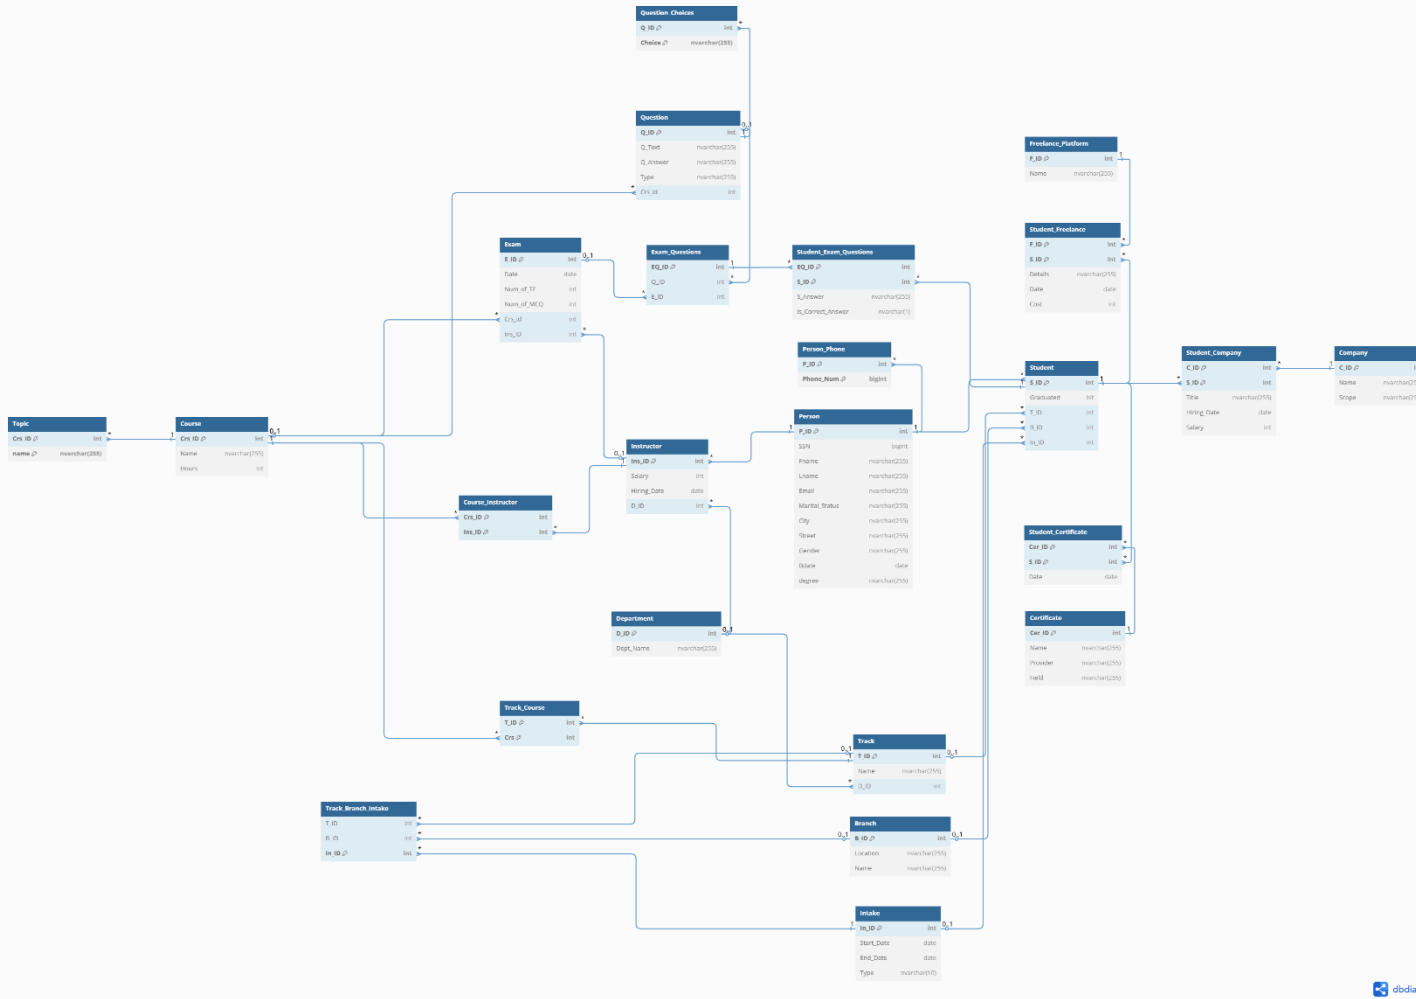 Question_Choices
Q_ID int
Choice nvarchar(255)
Question
Q_ID int
Q_Text nvarchar(255)
Q_Answer nvarchar(255)
Type nvarchar(255)
Crs_id int
Exam
E_ID int
Date date
Num_of_TF int
Num_of_MCQ int
Crs_id int
Ins_ID int
Exam_Questions
EQ_ID int
Q_ID int
E_ID int
Student_Exam_Questions
EQ_ID int
S_ID int
S_Answer nvarchar(255)
Is_Correct_Answer nvarchar(1)
Freelance_Platform
F_ID int
Name nvarchar(255)
Student_Freelance
F_ID int
S_ID int
Details nvarchar(255)
Date date
Cost int
Person_Phone
P_ID int
Phone_Num bigint
Student
S_ID int
Graduated bit
T_ID int
B_ID int
In_ID int
Student_Company
C_ID int
S_ID int
Title nvarchar(255)
Hiring_Date date
Salary int
Company
C_ID
Name nvarchar(25
Scope nvarchar(25
Topic
Crs_ID int
name nvarchar(255)
Course
Crs_ID int
Name nvarchar(255)
Hours int
Instructor
Ins_ID int
Salary int
Hiring_Date date
D_ID int
Person
P_ID int
SSN bigint
Fname nvarchar(255)
Lname nvarchar(255)
Email nvarchar(255)
Marital_Status nvarchar(255)
City nvarchar(255)
Street nvarchar(255)
Gender nvarchar(255)
Bdate date
degree nvarchar(255)
Course_Instructor
Crs_ID int
Ins_ID int
Student_Certificate
Cer_ID int
S_ID int
Date date
Department
D_ID int
Dept_Name nvarchar(255)
Certificate
Cer_ID int
Name nvarchar(255)
Provider nvarchar(255)
Field nvarchar(255)
Track_Course
T_ID int
Crs int
Track
T_ID int
Name nvarchar(255)
D_ID int
Track_Branch_Intake
T_ID int
B_ID int
In_ID int
Branch
B_ID int
Location nvarchar(255)
Name nvarchar(255)
Intake
In_ID int
Start_Date date
End_Date date
Type nvarchar(10)
dbdia